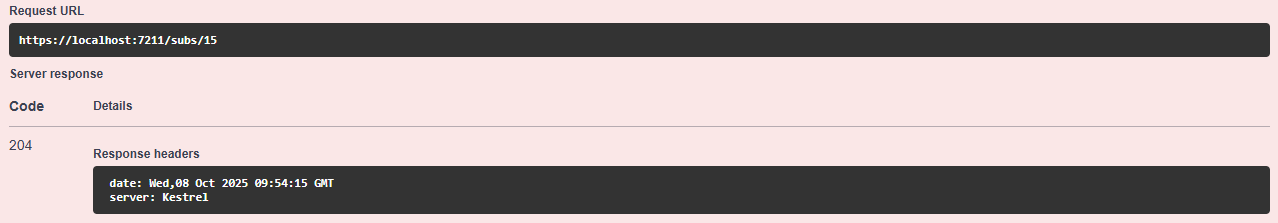 Request URL
https://localhost:7211/subs/15
Server response
Code Details
204
Response headers
date: Wed,08 Oct 2025 09:54:15 GMT
server: Kestrel